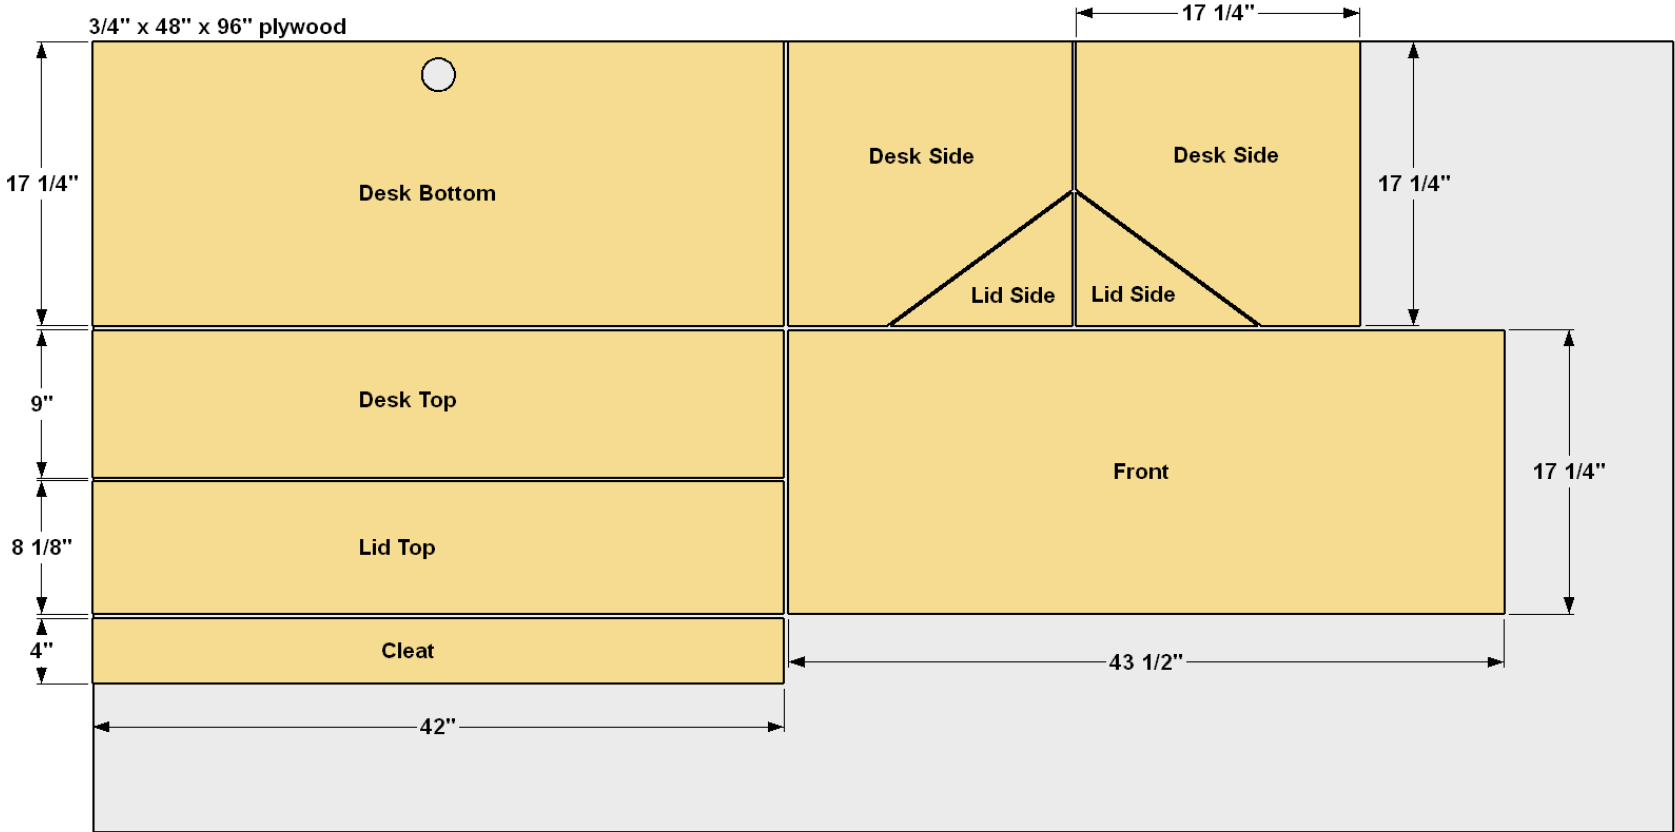 3/4" x 48" x 96" plywood
17 1/4"
17 1/4"
Desk Bottom
Desk Side
Desk Side
17 1/4"
Lid Side
Lid Side
9"
Desk Top
8 1/8"
Lid Top
Front
17 1/4"
4"
Cleat
43 1/2"
42"